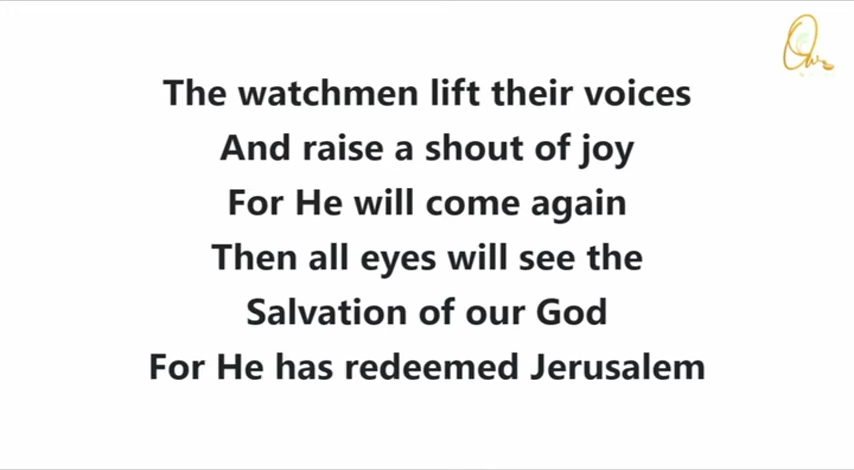 The watchmen lift their voices
And raise a shout of joy
For He will come again
Then all eyes will see the
Salvation of our God
For He has redeemed Jerusalem